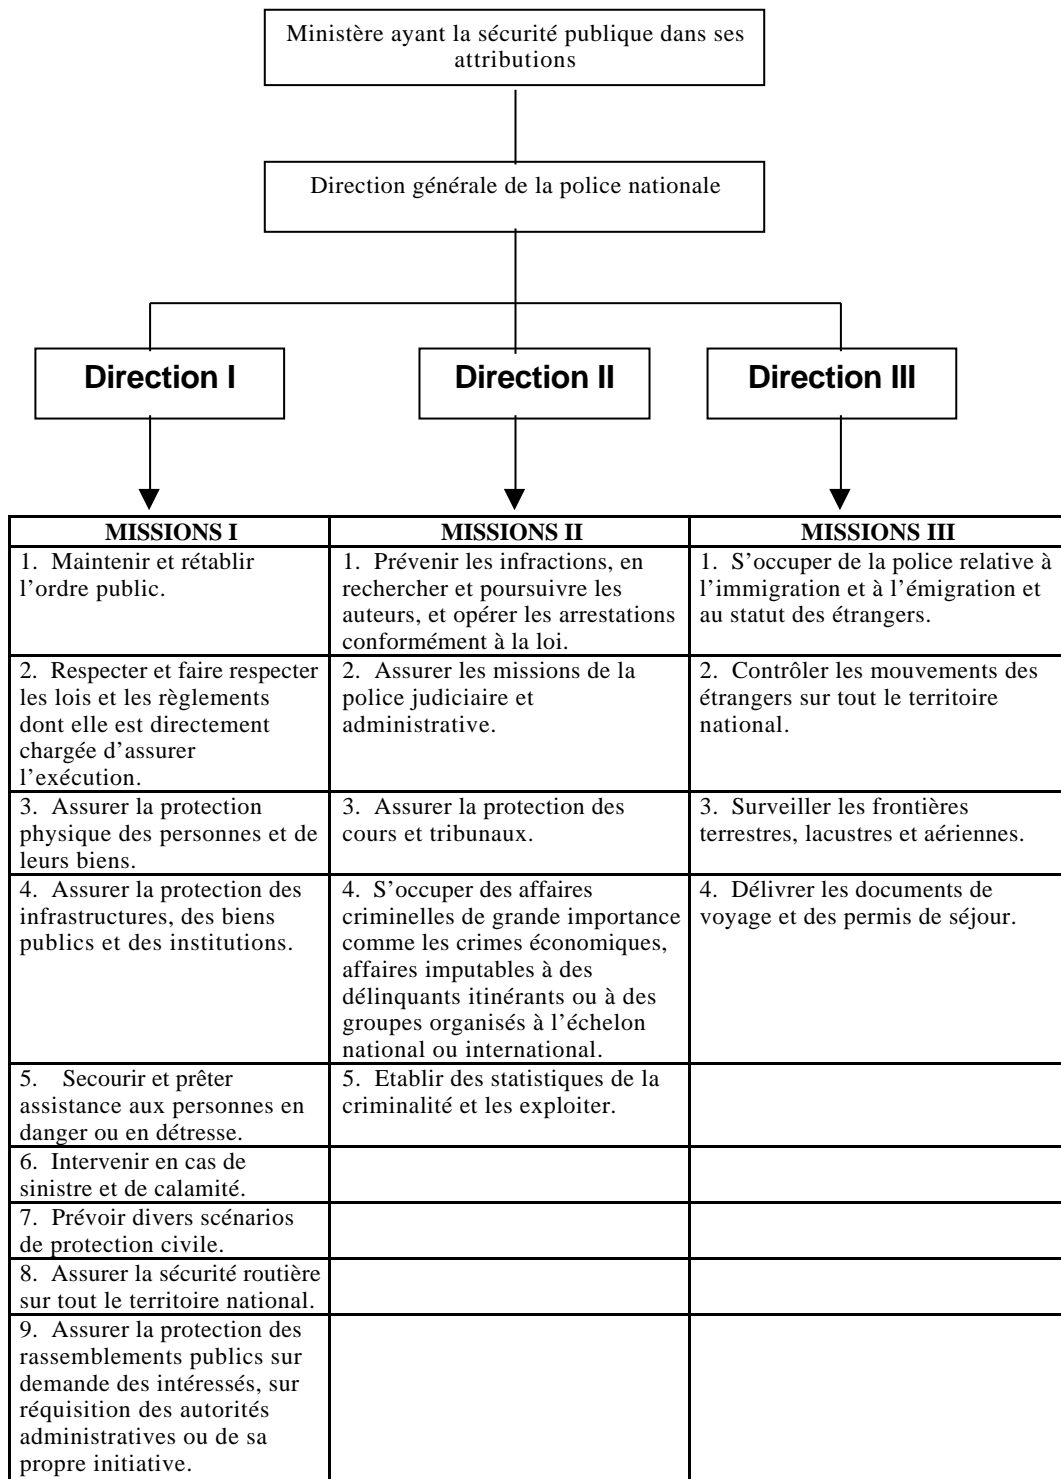 Ministère ayant la sécurité publique dans ses
attributions
Direction générale de la police nationale
Direction I
Direction II
Direction III
MISSIONS I
MISSIONS II
MISSIONS III
1. Maintenir et rétablir
l’ordre public.
1. Prévenir les infractions, en
rechercher et poursuivre les
auteurs, et opérer les arrestations
conformément à la loi.
1. S’occuper de la police relative à
l’immigration et à l’émigration et
au statut des étrangers.
2. Respecter et faire respecter
les lois et les règlements
dont elle est directement
chargée d’assurer
l’exécution.
2. Assurer les missions de la
police judiciaire et
administrative.
2. Contrôler les mouvements des
étrangers sur tout le territoire
national.
3. Assurer la protection
physique des personnes et de
leurs biens.
3. Assurer la protection des
cours et tribunaux.
3. Surveiller les frontières
terrestres, lacustres et aériennes.
4. Assurer la protection des
infrastructures, des biens
publics et des institutions.
4. S’occuper des affaires
criminelles de grande importance
comme les crimes économiques,
affaires imputables à des
délinquants itinérants ou à des
groupes organisés à l’échelon
national ou international.
4. Délivrer les documents de
voyage et des permis de séjour.
5. Secourir et prêter
assistance aux personnes en
danger ou en détresse.
5. Etablir des statistiques de la
criminalité et les exploiter.
6. Intervenir en cas de
sinistre et de calamité.
7. Prévoir divers scénarios
de protection civile.
8. Assurer la sécurité routière
sur tout le territoire national.
9. Assurer la protection des
rassemblements publics sur
demande des intéressés, sur
réquisition des autorités
administratives ou de sa
propre initiative.